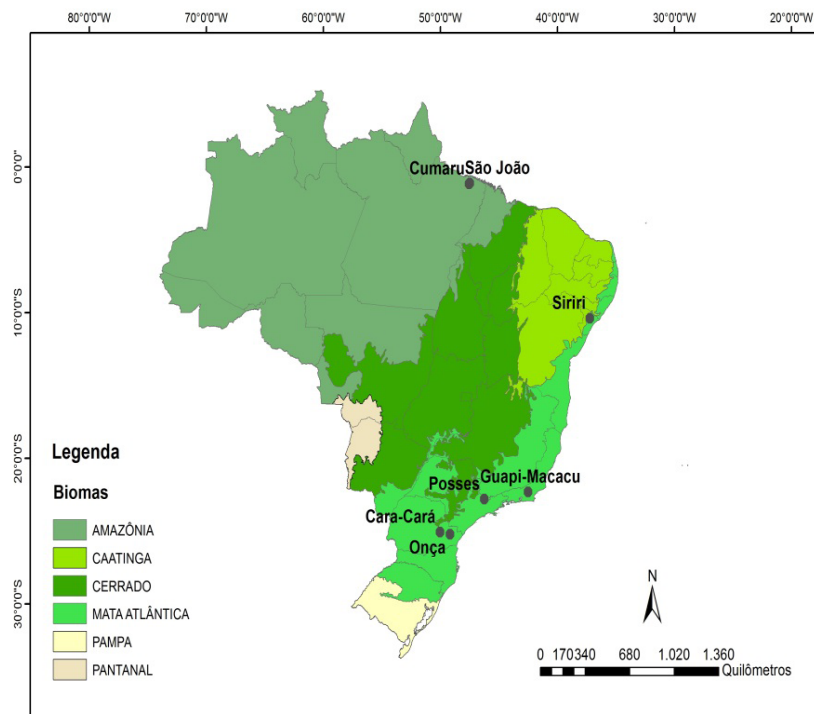 80°0'0"W 70°0'0"W 60°0'0"W 50°0'0"W 40°0'0"W 30°0'0"W 20°0'0"W
0°0'0"
10°0'0"S
20°0'0"S
30°0'0"S
CumaruSão João
Siriri
Guapi-Macacu
Posses
Cara-Cará
Onça
Legenda
Biomas
AMAZÔNIA
CAATINGA
CERRADO
MATA ATLÂNTICA
PAMPA
PANTANAL
N
0 170340 680 1.020 1.360
Quilômetros